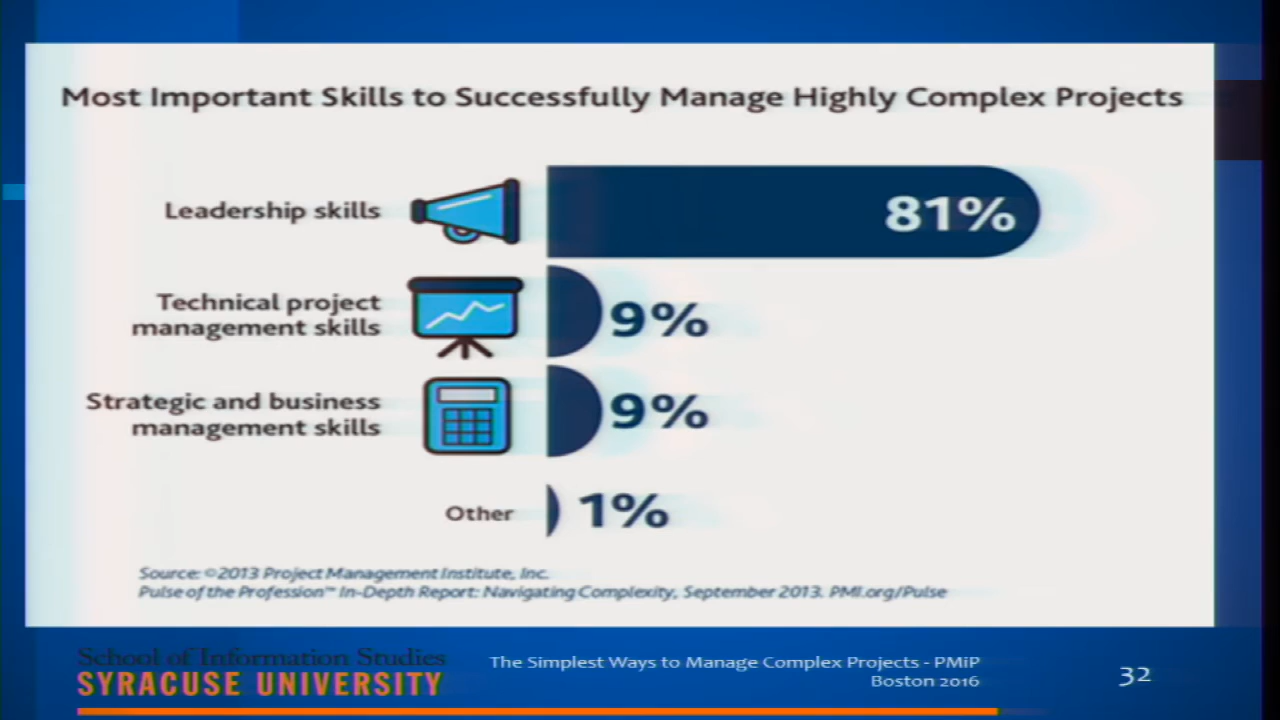 Most Important Skills to Successfully Manage Highly Complex Projects
Leadership skills
81%
Technical project
management skills
9%
Strategic and business
management skills
9%
Other
1%
Source: ©2013 Project Management Institute, Inc.
Pulse of the Profession™ In-Depth Report: Navigating Complexity, September 2013. PMI.org/Pulse
School of Information Studies
SYRACUSE UNIVERSITY
The Simplest Ways to Manage Complex Projects - PMiP
Boston 2016
32